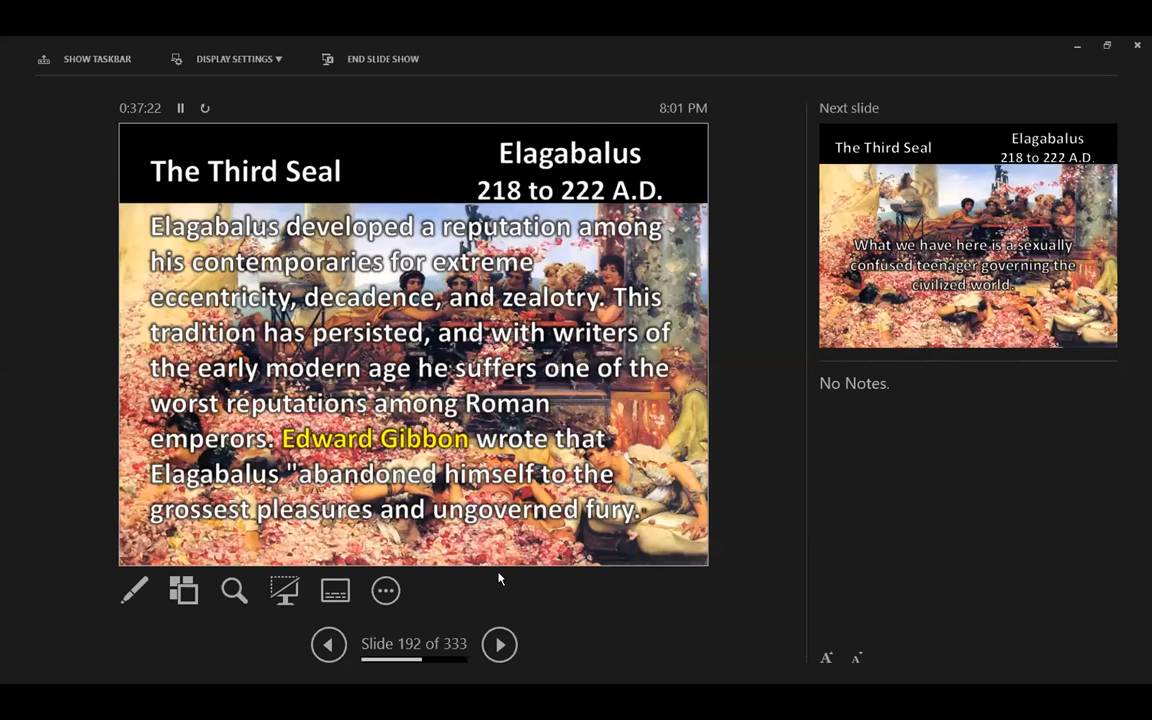 SHOW TASKBAR
DISPLAY SETTINGS ▼
END SLIDE SHOW
0:37:22
8:01 PM
The Third Seal
Elagabalus
218 to 222 A.D.
Elagabalus developed a reputation among
his contemporaries for extreme
eccentricity, decadence, and zealotry. This
tradition has persisted, and with writers of
the early modern age he suffers one of the
worst reputations among Roman
emperors. Edward Gibbon wrote that
Elagabalus "abandoned himself to the
grossest pleasures and ungoverned fury."
Slide 192 of 333
Next slide
The Third Seal
Elagabalus
218 to 222 A.D.
What we have here is a sexually
confused teenager governing the
civilized world.
No Notes.
A A